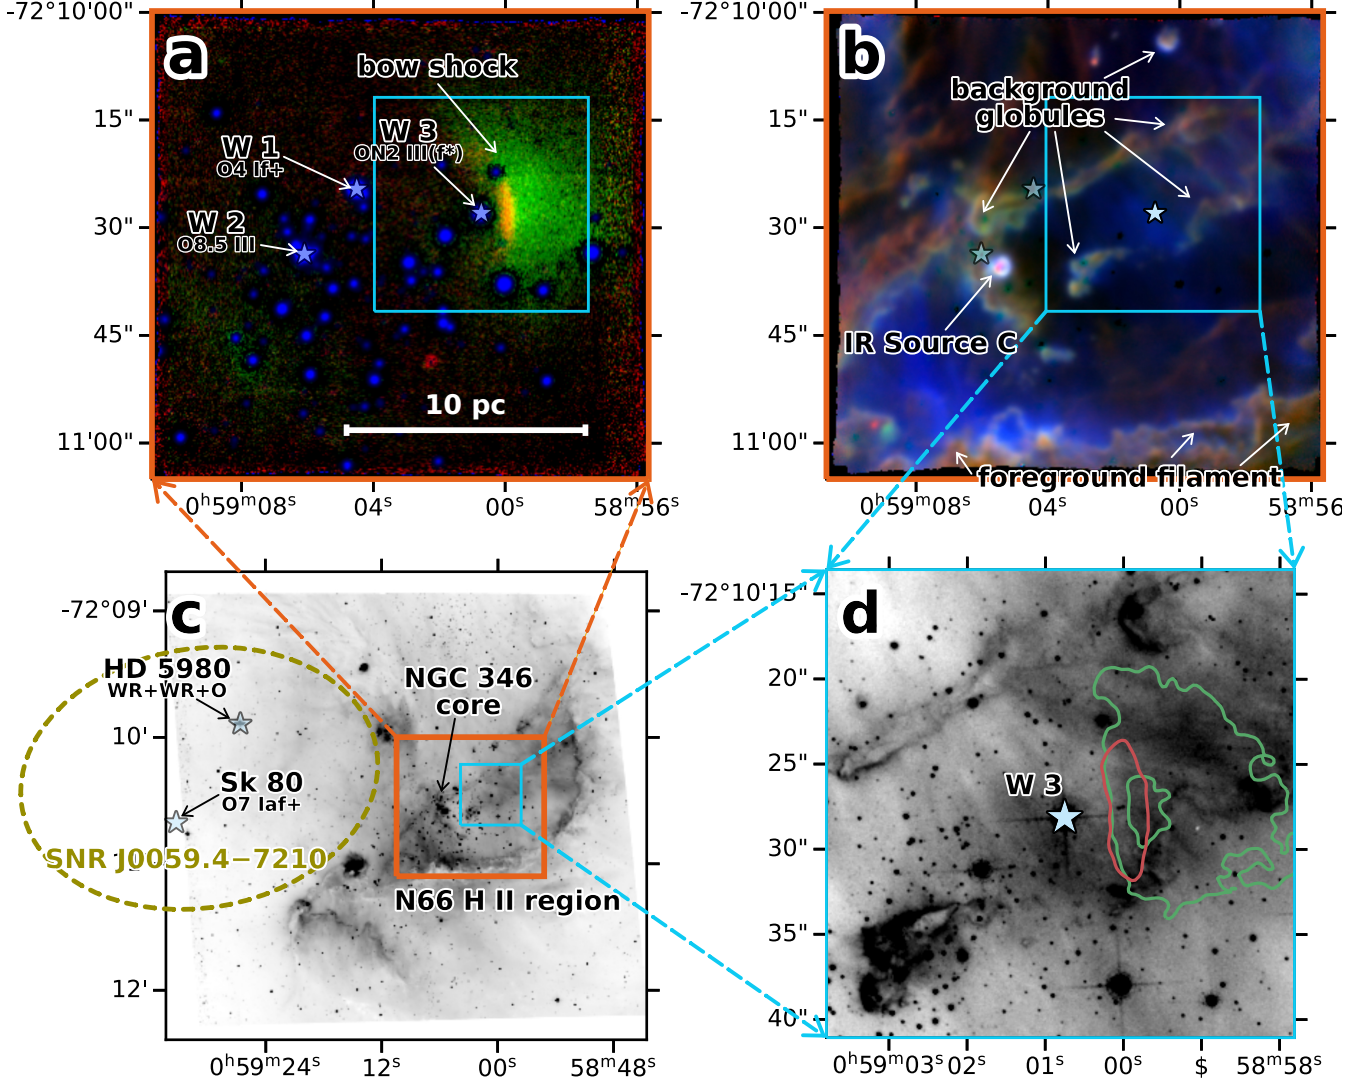 a
-72°10'00"
15"
30"
45"
11'00"
bow shock
W 3
ON2 III(f*)
W 1
O4 If+
W 2
O8.5 III
10 pc
0ʰ59ᵐ08ˢ
04ˢ
00ˢ
58ᵐ56ˢ
b
-72°10'00"
15"
30"
45"
11'00"
background
globules
IR Source C
foreground filament
0ʰ59ᵐ08ˢ
04ˢ
00ˢ
58ᵐ56
c
-72°09'
10'
12'
HD 5980
WR+WR+O
NGC 346
core
Sk 80
O7 Iaf+
SNR J0059.4−7210
N66 H II region
0ʰ59ᵐ24ˢ
12ˢ
00ˢ
58ᵐ48ˢ
d
-72°10'15"
20"
25"
30"
35"
40"
W 3
0ʰ59ᵐ03ˢ
02ˢ
01ˢ
00ˢ
$
58ᵐ58ˢ